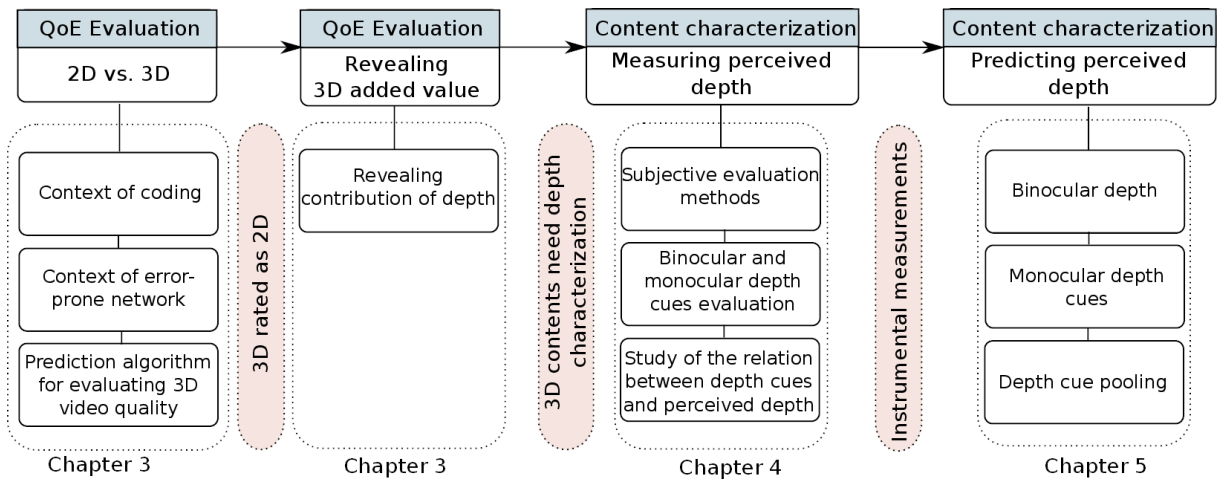 QoE Evaluation
2D vs. 3D
Context of coding
Context of error-
prone network
Prediction algorithm
for evaluating 3D
video quality
Chapter 3
3D rated as 2D
QoE Evaluation
Revealing
3D added value
Revealing
contribution of depth
Chapter 3
3D contents need depth
characterization
Content characterization
Measuring perceived
depth
Subjective evaluation
methods
Binocular and
monocular depth
cues evaluation
Study of the relation
between depth cues
and perceived depth
Chapter 4
Instrumental measurements
Content characterization
Predicting perceived
depth
Binocular depth
Monocular depth
cues
Depth cue pooling
Chapter 5